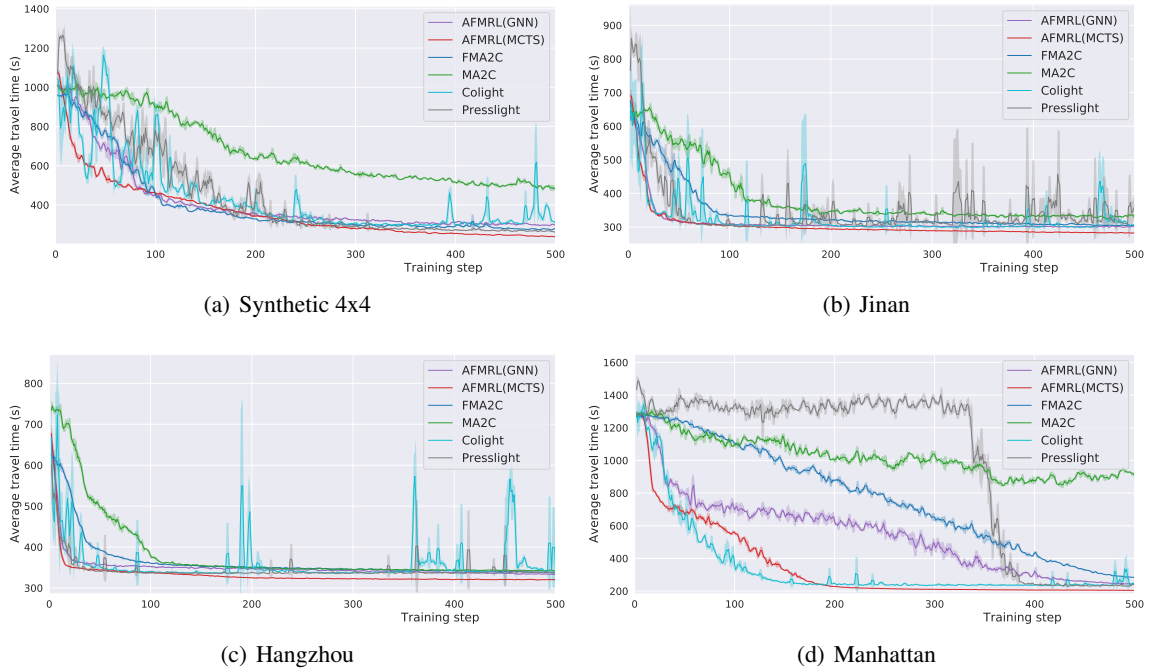 1400
1200
1000
800
600
400
Average travel time (s)
0
100
200
300
400
500
Training step
AFMRL(GNN)
AFMRL(MCTS)
FMA2C
MA2C
Colight
Presslight
(a) Synthetic 4x4
900
800
700
600
500
400
300
Average travel time (s)
0
100
200
300
400
500
Training step
AFMRL(GNN)
AFMRL(MCTS)
FMA2C
MA2C
Colight
Presslight
(b) Jinan
800
700
600
500
400
300
Average travel time (s)
0
100
200
300
400
500
Training step
AFMRL(GNN)
AFMRL(MCTS)
FMA2C
MA2C
Colight
Presslight
(c) Hangzhou
1600
1400
1200
1000
800
600
400
200
Average travel time (s)
0
100
200
300
400
500
Training step
AFMRL(GNN)
AFMRL(MCTS)
FMA2C
MA2C
Colight
Presslight
(d) Manhattan